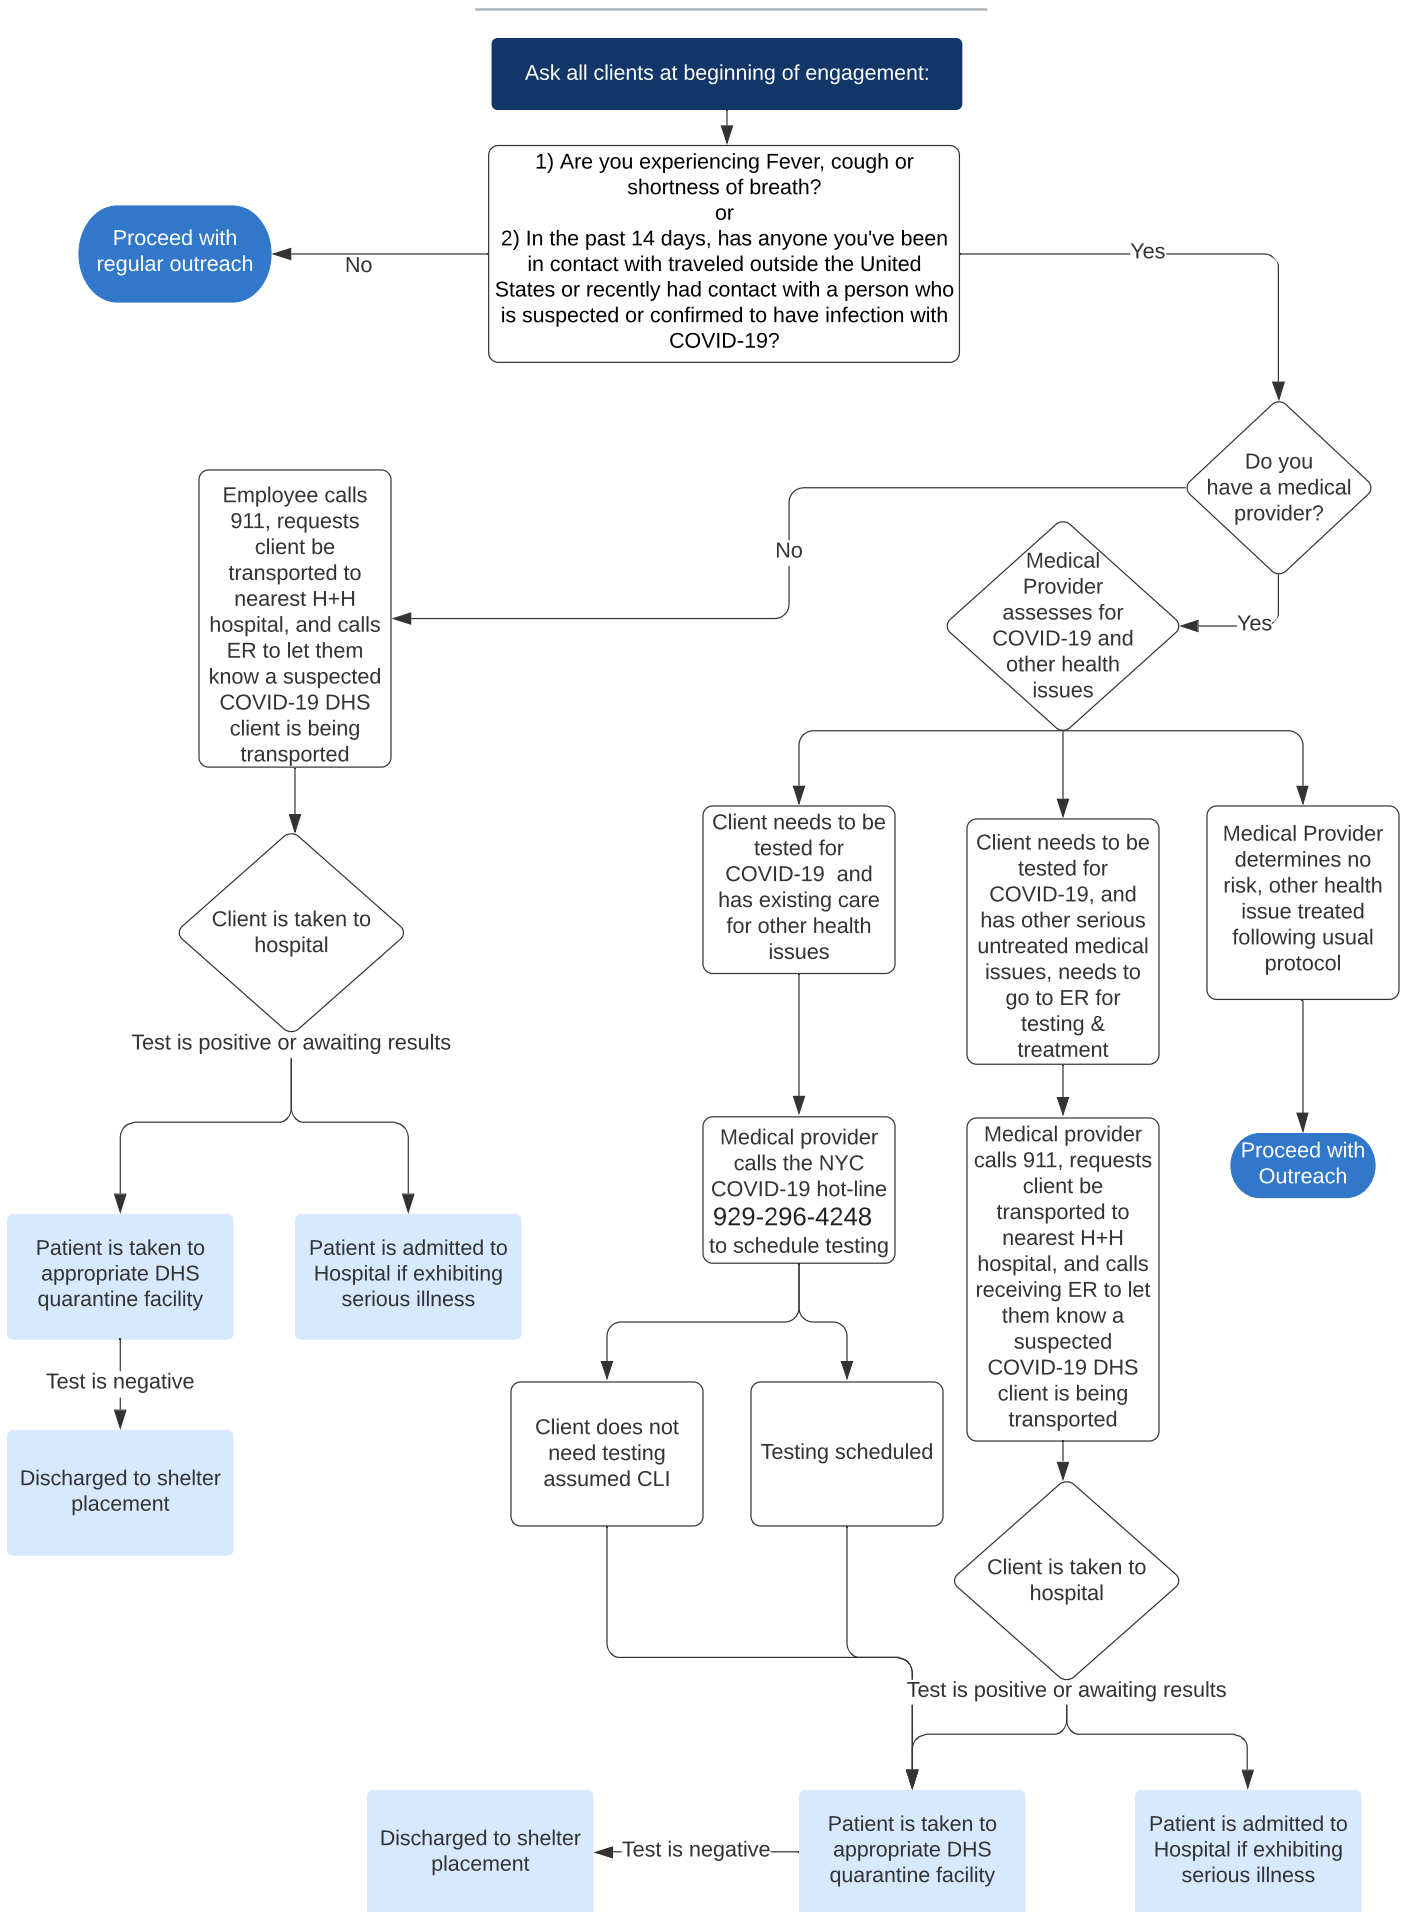 Ask all clients at beginning of engagement:
1) Are you experiencing Fever, cough or
shortness of breath?
or
2) In the past 14 days, has anyone you've been
in contact with traveled outside the United
States or recently had contact with a person who
is suspected or confirmed to have infection with
COVID-19?
Proceed with
regular outreach
No
Yes
Do you
have a medical
provider?
No
Yes
Employee calls
911, requests
client be
transported to
nearest H+H
hospital, and calls
ER to let them
know a suspected
COVID-19 DHS
client is being
transported
Medical
Provider
assesses for
COVID-19 and
other health
issues
Client is taken to
hospital
Test is positive or awaiting results
Patient is taken to
appropriate DHS
quarantine facility
Patient is admitted to
Hospital if exhibiting
serious illness
Test is negative
Discharged to shelter
placement
Client needs to be
tested for
COVID-19  and
has existing care
for other health
issues
Client needs to be
tested for
COVID-19, and
has other serious
untreated medical
issues, needs to
go to ER for
testing &
treatment
Medical Provider
determines no
risk, other health
issue treated
following usual
protocol
Medical provider
calls the NYC
COVID-19 hot-line
929-296-4248
to schedule testing
Medical provider
calls 911, requests
client be
transported to
nearest H+H
hospital, and calls
receiving ER to let
them know a
suspected
COVID-19 DHS
client is being
transported
Proceed with
Outreach
Client does not
need testing
assumed CLI
Testing scheduled
Client is taken to
hospital
Test is positive or awaiting results
Discharged to shelter
placement
Test is negative
Patient is taken to
appropriate DHS
quarantine facility
Patient is admitted to
Hospital if exhibiting
serious illness